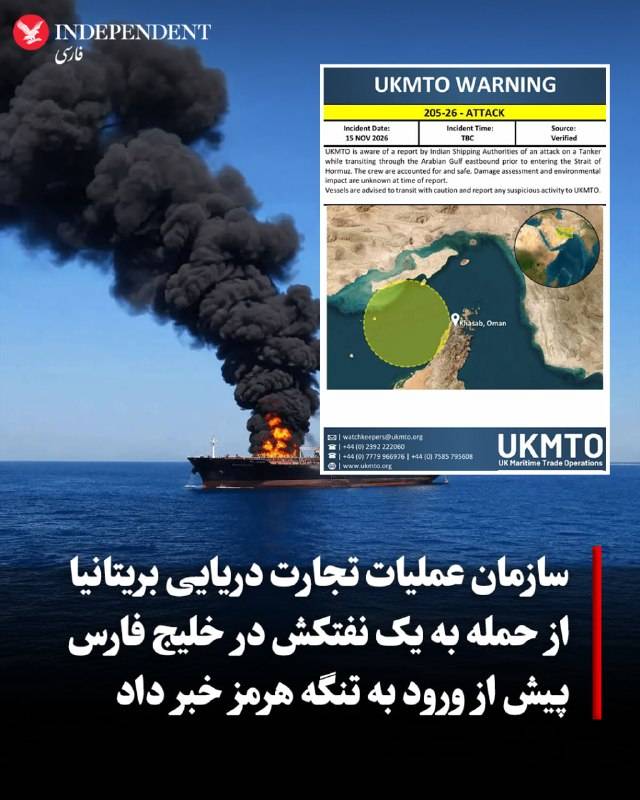 INDEPENDENT
فارسی
UKMTO WARNING
205-26 - ATTACK
Incident Date:
15 NOV 2026
Incident Time:
TBC
Source:
Verified
UKMTO is aware of a report by Indian Shipping Authorities of an attack on a Tanker
while transiting through the Arabian Gulf eastbound prior to entering the Strait of
Hormuz. The crew are accounted for and safe. Damage assessment and environmental
impact are unknown at time of report.
Vessels are advised to transit with caution and report any suspicious activity to UKMTO.
Khasab, Oman
| watchkeepers@ukmto.org
| +44 (0) 2392 222060
| +44 (0) 7779 966976 | +44 (0) 7585 795608
| www.ukmto.org
UKMTO
UK Maritime Trade Operations
سازمان عملیات تجارت دریایی بریتانیا
از حمله به یک نفتکش در خلیج فارس
پیش از ورود به تنگه هرمز خبر داد